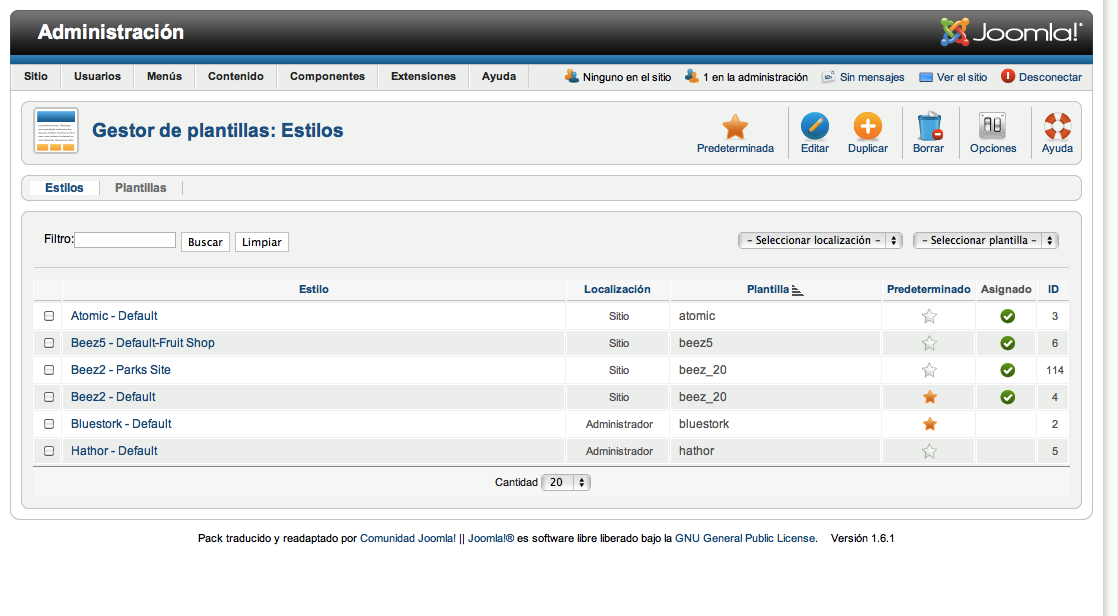 Administración Joomla!
Sitio Usuarios Menús Contenido Componentes Extensiones Ayuda Ninguno en el sitio 1 en la administración Sin mensajes Ver el sitio Desconectar
Gestor de plantillas: Estilos
Predeterminada Editar Duplicar Borrar Opciones Ayuda
Estilos Plantillas
Filtro: Buscar Limpiar - Seleccionar localización - - Seleccionar plantilla -
Estilo Localización Plantilla Predeterminado Asignado ID
Atomic - Default Sitio atomic 3
Beez5 - Default-Fruit Shop Sitio beez5 6
Beez2 - Parks Site Sitio beez_20 114
Beez2 - Default Sitio beez_20 4
Bluestork - Default Administrador bluestork 2
Hathor - Default Administrador hathor 5
Cantidad 20
Pack traducido y readaptado por Comunidad Joomla! || Joomla!® es software libre liberado bajo la GNU General Public License. Versión 1.6.1